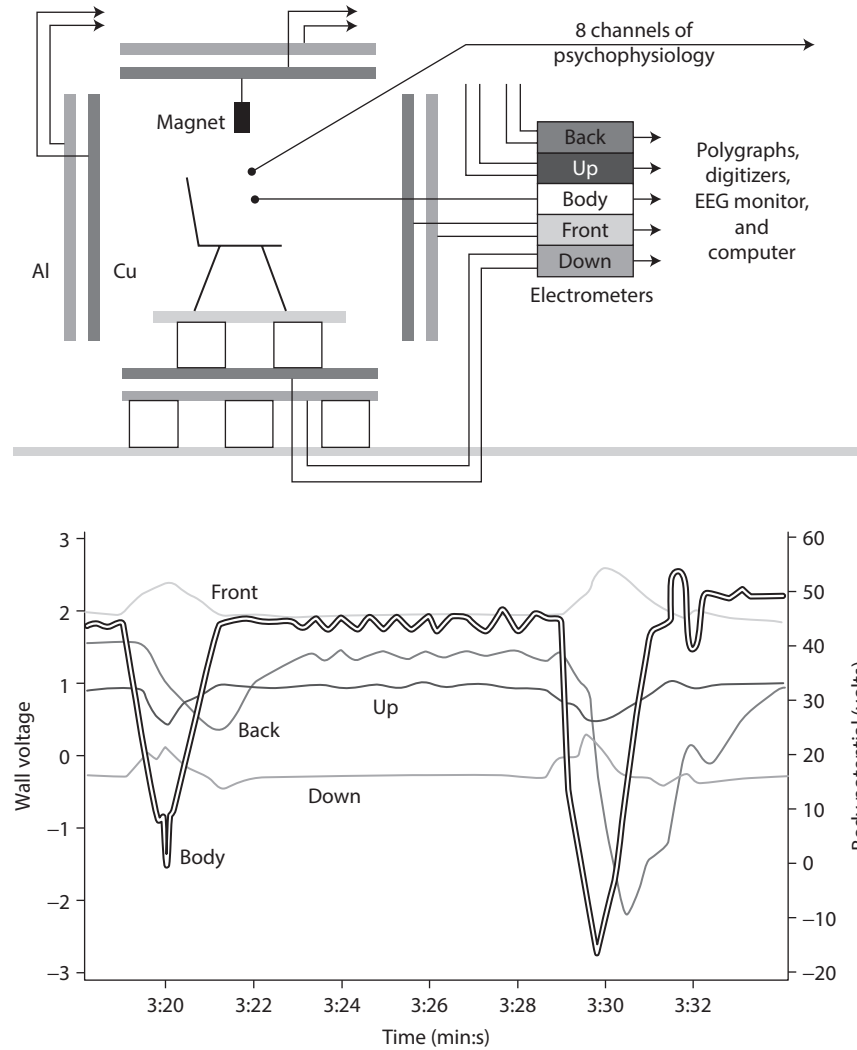 8 channels of
psychophysiology
Magnet
Back
Up
Body
Front
Down
Electrometers
Polygraphs,
digitizers,
EEG monitor,
and
computer
Al
Cu
3
2
1
0
−1
−2
−3
Wall voltage
60
50
40
30
20
10
0
−10
−20
Front
Back
Up
Down
Body
3:20
3:22
3:24
3:26
3:28
3:30
3:32
Time (min:s)